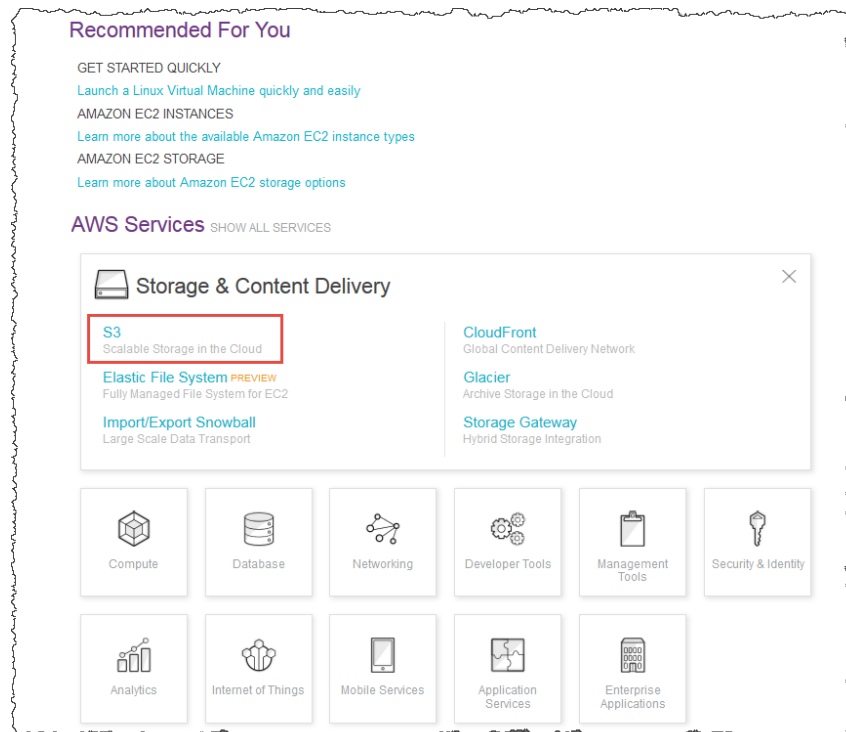 Recommended For You
GET STARTED QUICKLY
Launch a Linux Virtual Machine quickly and easily
AMAZON EC2 INSTANCES
Learn more about the available Amazon EC2 instance types
AMAZON EC2 STORAGE
Learn more about Amazon EC2 storage options
AWS Services SHOW ALL SERVICES
Storage & Content Delivery
S3
Scalable Storage in the Cloud
Elastic File System PREVIEW
Fully Managed File System for EC2
Import/Export Snowball
Large Scale Data Transport
CloudFront
Global Content Delivery Network
Glacier
Archive Storage in the Cloud
Storage Gateway
Hybrid Storage Integration
Compute
Database
Networking
Developer Tools
Management
Tools
Security & Identity
Analytics
Internet of Things
Mobile Services
Application
Services
Enterprise
Applications